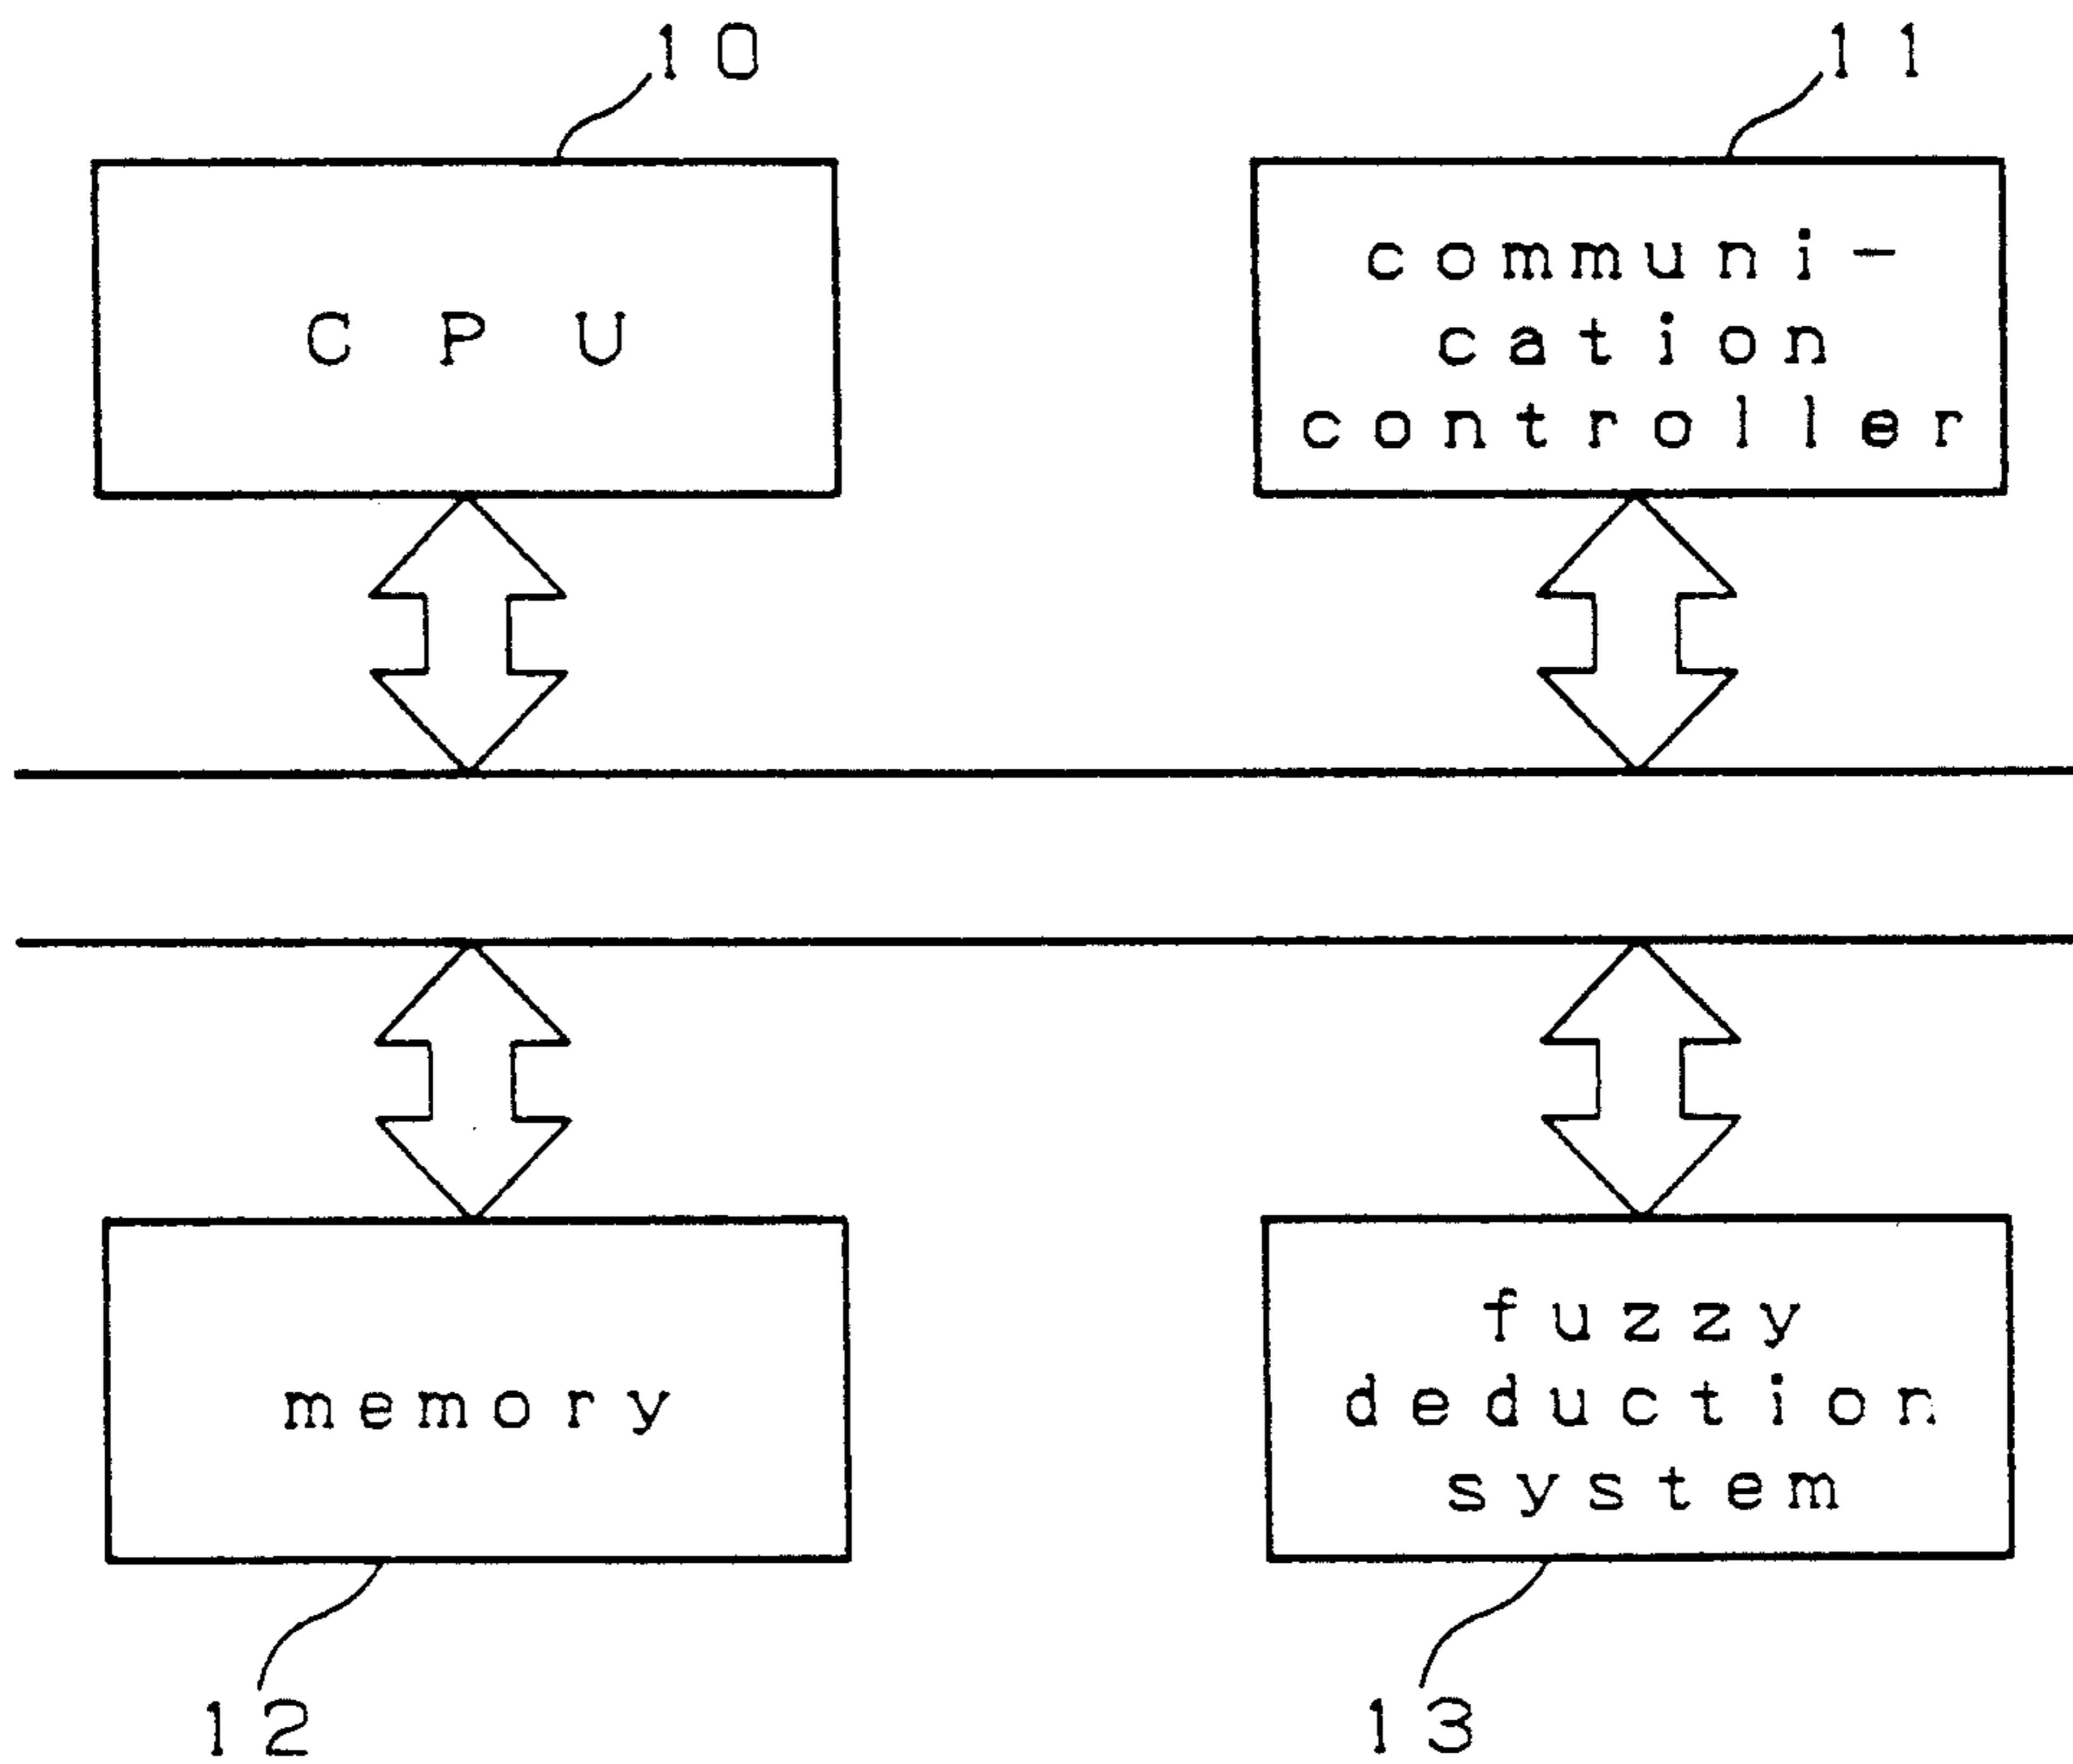 10
11
CPU
communi-
cation
controller
memory
fuzzy
deduction
system
12
13